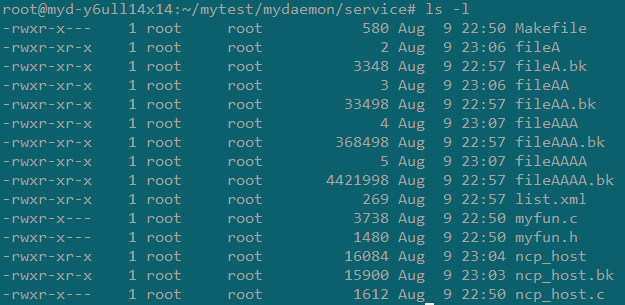 root@myd-y6ull14x14:~/mytest/mydaemon/service# ls -l
-rwxr-x--- 1 root root 580 Aug 9 22:50 Makefile
-rwxr-xr-x 1 root root 2 Aug 9 23:06 fileA
-rwxr-xr-x 1 root root 3348 Aug 9 22:57 fileA.bk
-rwxr-xr-x 1 root root 3 Aug 9 23:06 fileAA
-rwxr-xr-x 1 root root 33498 Aug 9 22:57 fileAA.bk
-rwxr-xr-x 1 root root 4 Aug 9 23:07 fileAAA
-rwxr-xr-x 1 root root 368498 Aug 9 22:57 fileAAA.bk
-rwxr-xr-x 1 root root 5 Aug 9 23:07 fileAAAA
-rwxr-xr-x 1 root root 4421998 Aug 9 22:57 fileAAAA.bk
-rwxr-xr-x 1 root root 269 Aug 9 22:57 list.xml
-rwxr-x--- 1 root root 3738 Aug 9 22:50 myfun.c
-rwxr-x--- 1 root root 1480 Aug 9 22:50 myfun.h
-rwxr-xr-x 1 root root 16084 Aug 9 23:04 ncp_host
-rwxr-xr-x 1 root root 15900 Aug 9 23:03 ncp_host.bk
-rwxr-x--- 1 root root 1612 Aug 9 22:50 ncp_host.c